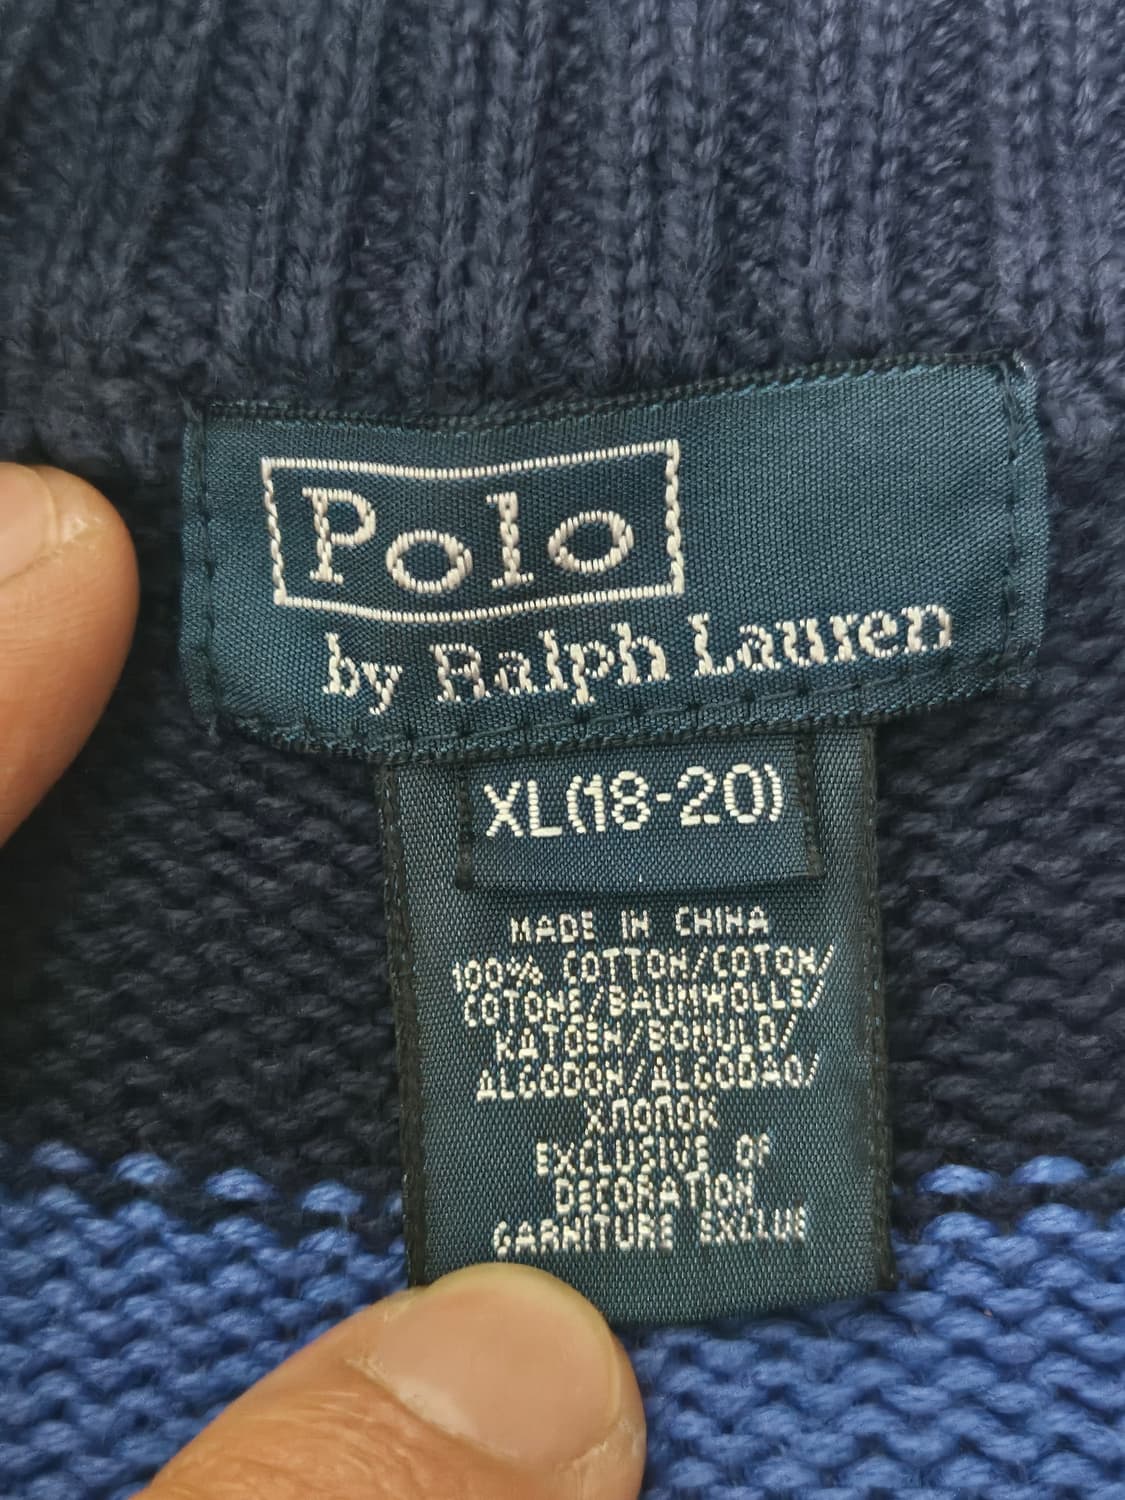 Polo
by Ralph Lauren
XL(18-20)
MADE IN CHINA
100% COTTON/COTON/
COTONE/BAUMWOLLE/
KATOEN/BOMULD/
ALGODON/ALGODÃO/
ХЛОПОК
EXCLUSIVE OF
DECORATION
GARNITURE EXCLUE